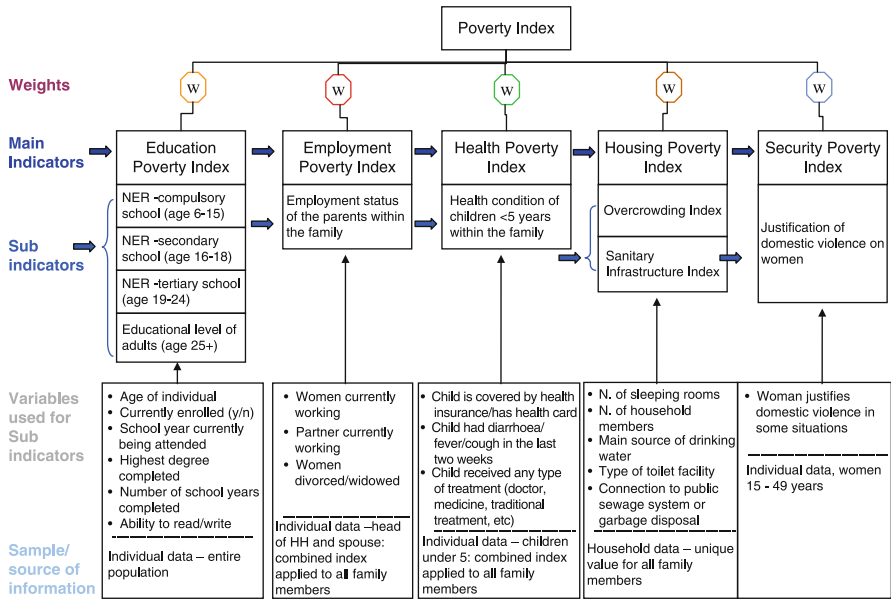 Poverty Index
Weights
W
W
W
W
W
Main
Indicators
Education
Poverty Index
Employment
Poverty Index
Health Poverty
Index
Housing Poverty
Index
Security Poverty
Index
Sub
indicators
NER -compulsory
school (age 6-15)
NER -secondary
school (age 16-18)
NER -tertiary school
(age 19-24)
Educational level of
adults (age 25+)
Employment status
of the parents within
the family
Health condition of
children <5 years
within the family
Overcrowding Index
Sanitary
Infrastructure Index
Justification of
domestic violence on
women
Variables
used for
Sub
indicators
• Age of individual
• Currently enrolled (y/n)
• School year currently
being attended
• Highest degree
completed
• Number of school years
completed
• Ability to read/write
• Women currently
working
• Partner currently
working
• Women
divorced/widowed
• Child is covered by health
insurance/has health card
• Child had diarrhoea/
fever/cough in the last
two weeks
• Child received any type
of treatment (doctor,
medicine, traditional
treatment, etc)
• N. of sleeping rooms
• N. of household
members
• Main source of drinking
water
• Type of toilet facility
• Connection to public
sewage system or
garbage disposal
• Woman justifies
domestic violence in
some situations
Sample/
source of
information
Individual data – entire
population
Individual data –head
of HH and spouse:
combined index
applied to all family
members
Individual data – children
under 5: combined index
applied to all family
members
Household data – unique
value for all family
members
Individual data, women
15 - 49 years